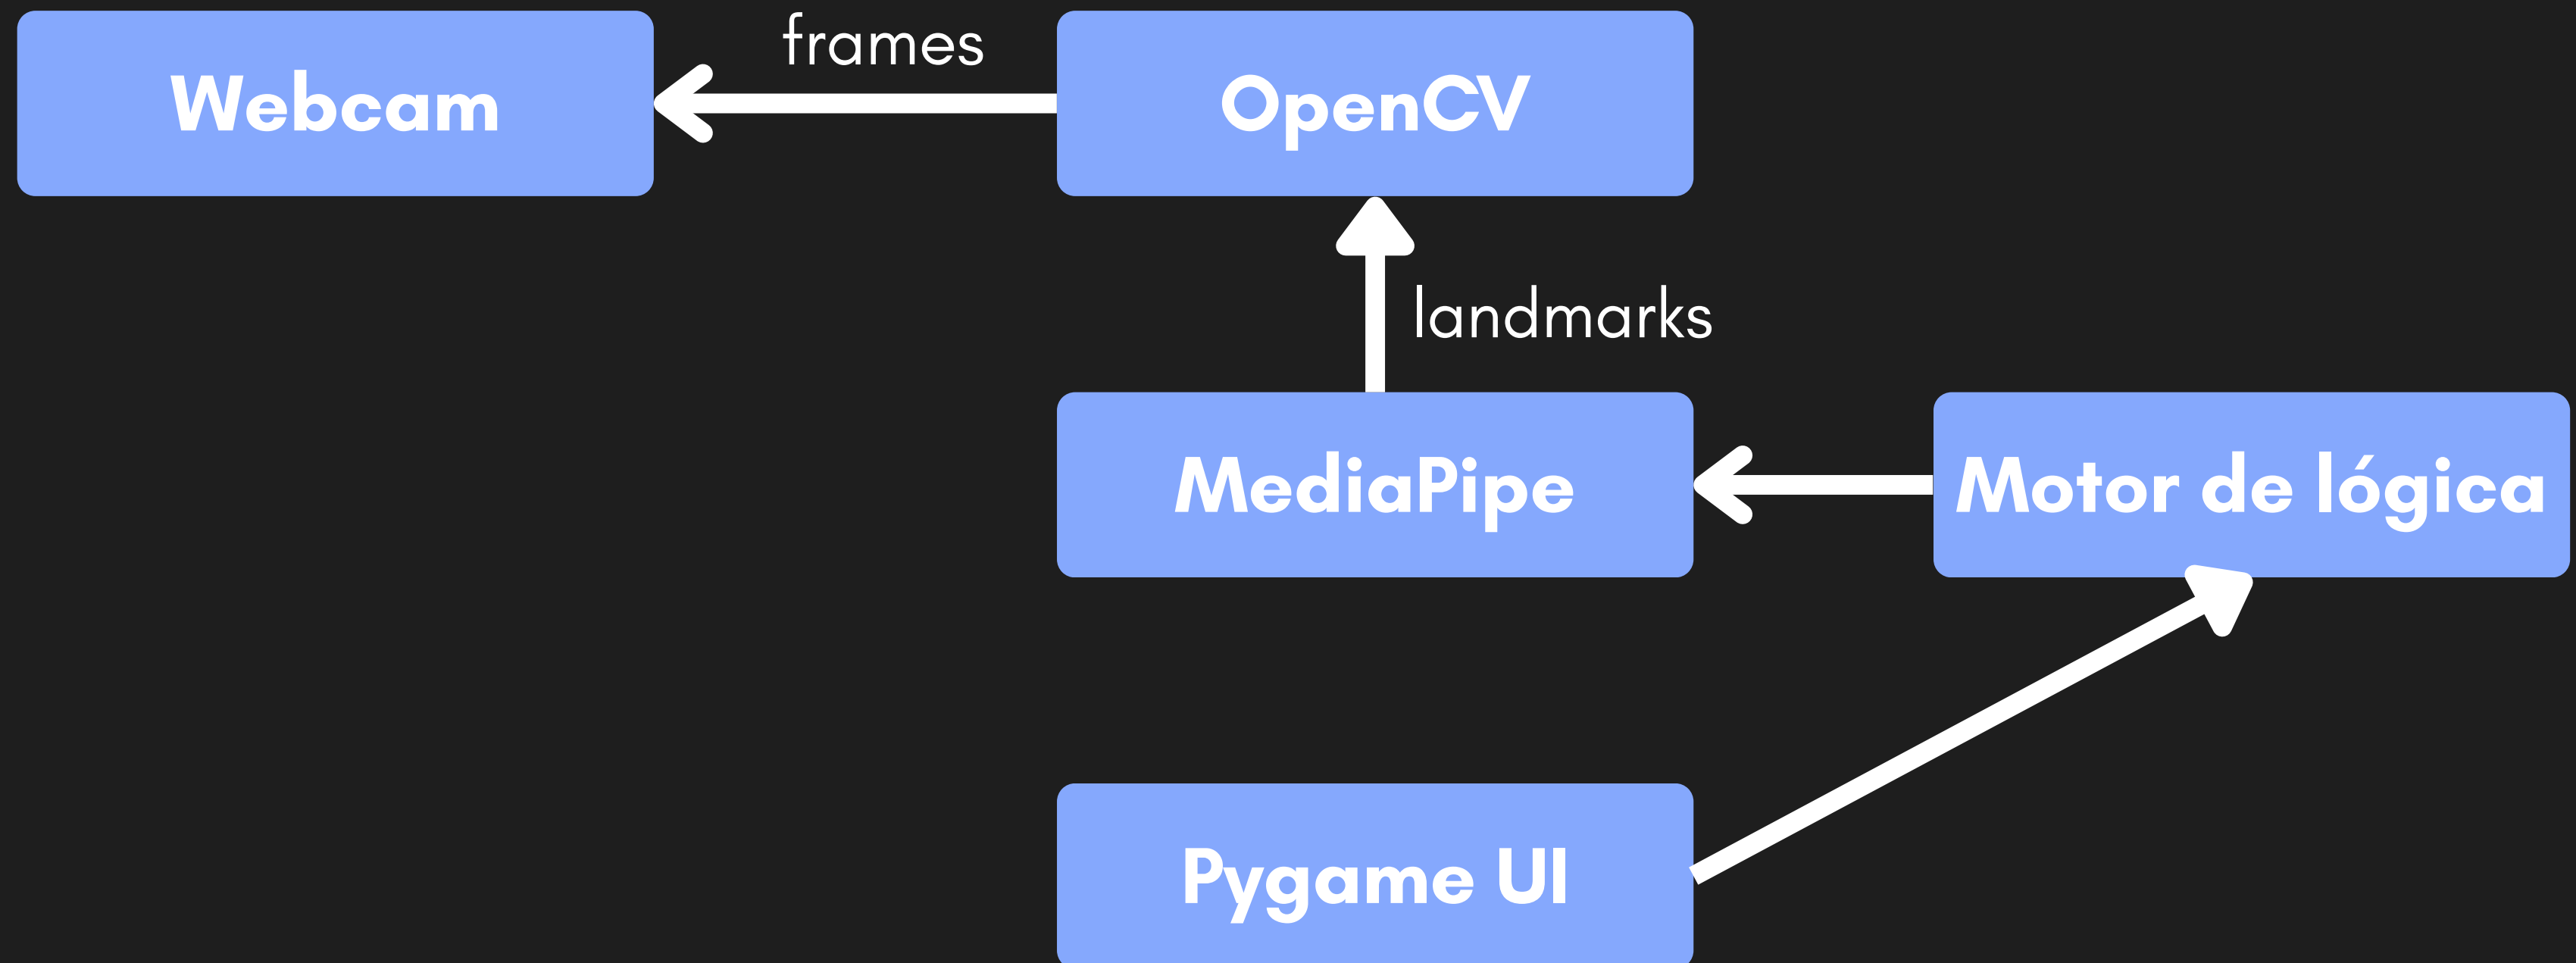 Webcam
frames
OpenCV
landmarks
MediaPipe
Motor de lógica
Pygame UI